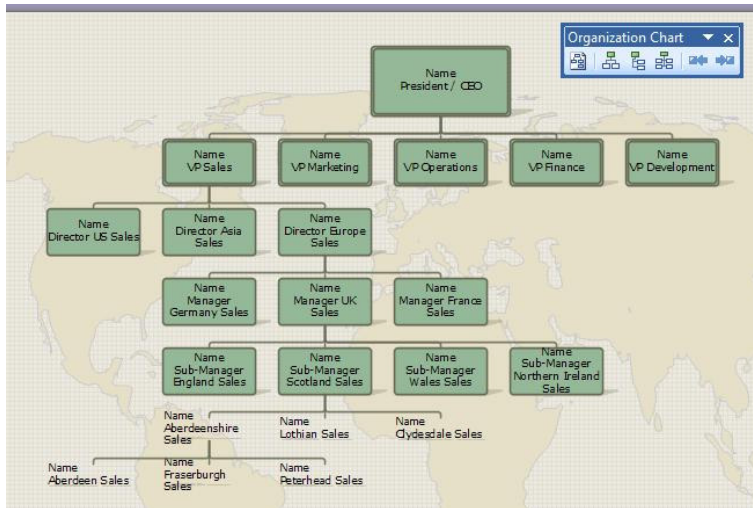 Organization Chart
Name
President / CEO
Name
VP Sales
Name
VP Marketing
Name
VP Operations
Name
VP Finance
Name
VP Development
Name
Director US Sales
Name
Director Asia
Sales
Name
Director Europe
Sales
Name
Manager
Germany Sales
Name
Manager UK
Sales
Name
Manager France
Sales
Name
Sub-Manager
England Sales
Name
Sub-Manager
Scotland Sales
Name
Sub-Manager
Wales Sales
Name
Sub-Manager
Northern Ireland
Sales
Name
Aberdeenshire
Sales
Name
Lothian Sales
Name
Clydesdale Sales
Name
Aberdeen Sales
Name
Fraserburgh
Sales
Name
Peterhead Sales